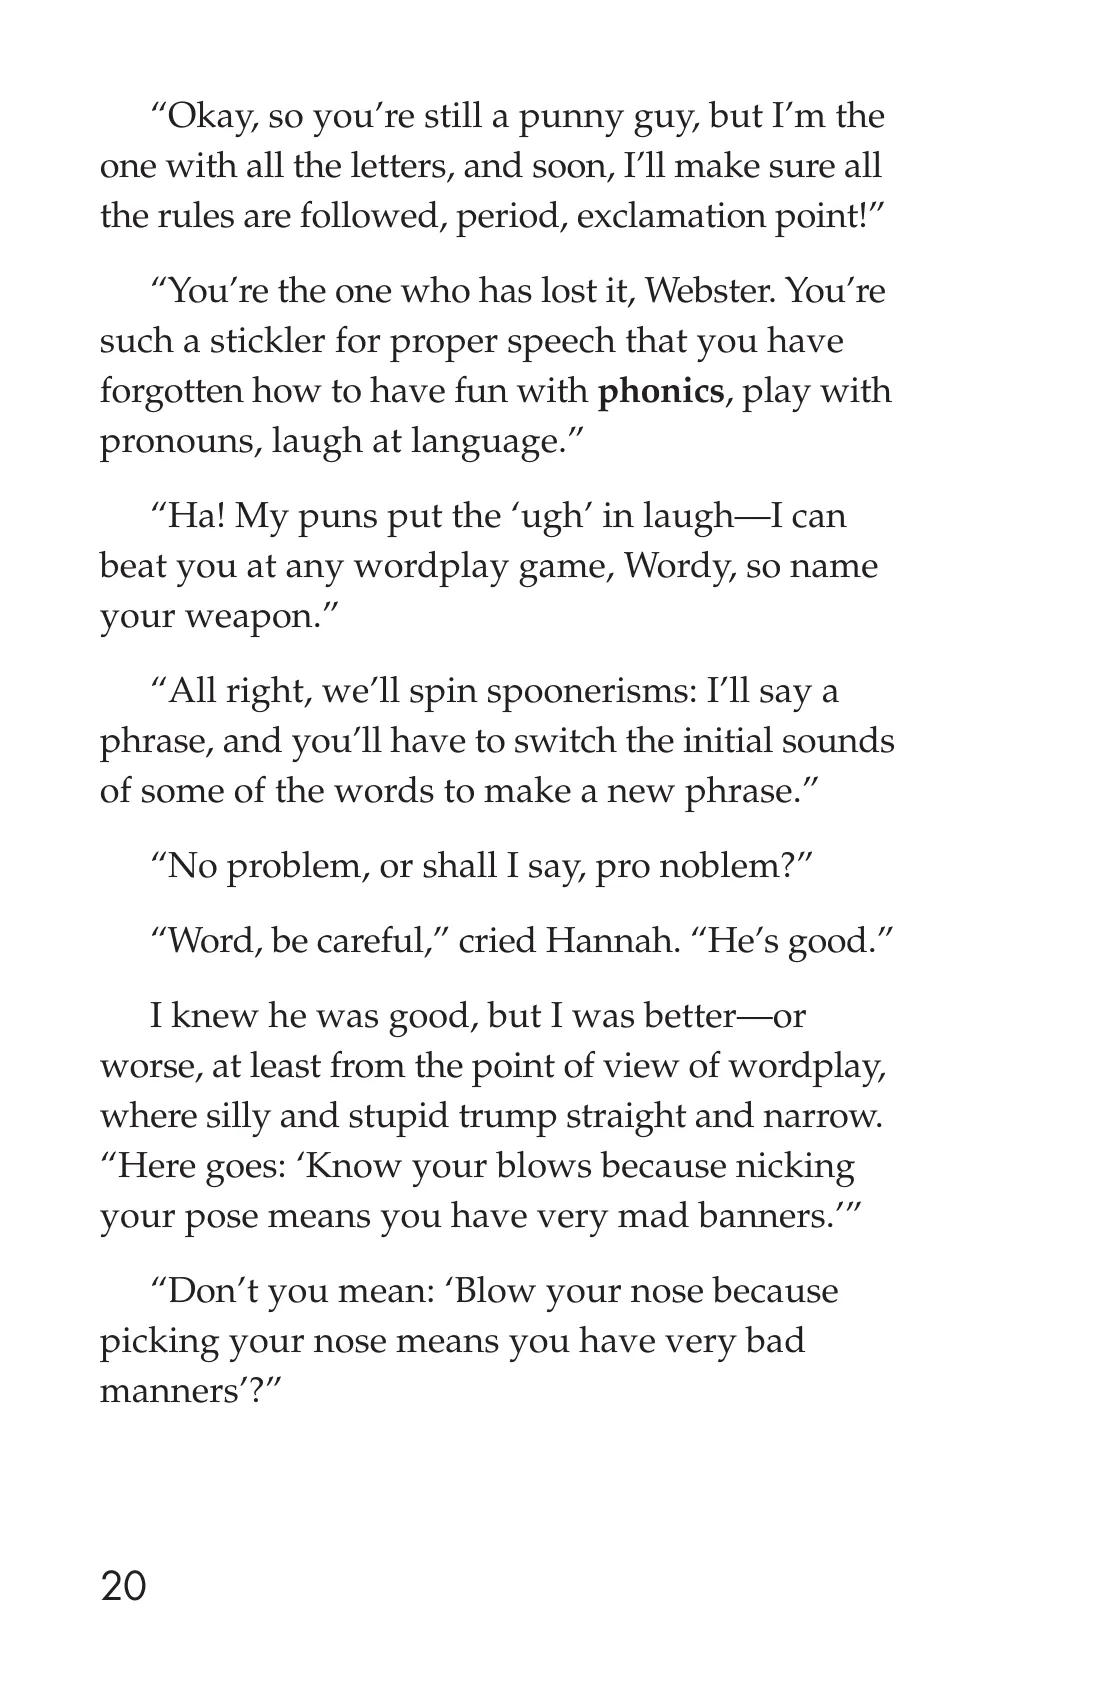 “Okay, so you’re still a punny guy, but I’m the
one with all the letters, and soon, I’ll make sure all
the rules are followed, period, exclamation point!”
“You’re the one who has lost it, Webster. You’re
such a stickler for proper speech that you have
forgotten how to have fun with phonics, play with
pronouns, laugh at language.”
“Ha! My puns put the ‘ugh’ in laugh—I can
beat you at any wordplay game, Wordy, so name
your weapon.”
“All right, we’ll spin spoonerisms: I’ll say a
phrase, and you’ll have to switch the initial sounds
of some of the words to make a new phrase.”
“No problem, or shall I say, pro noblem?”
“Word, be careful,” cried Hannah. “He’s good.”
I knew he was good, but I was better—or
worse, at least from the point of view of wordplay,
where silly and stupid trump straight and narrow.
“Here goes: ‘Know your blows because nicking
your pose means you have very mad banners.’”
“Don’t you mean: ‘Blow your nose because
picking your nose means you have very bad
manners’?”
20